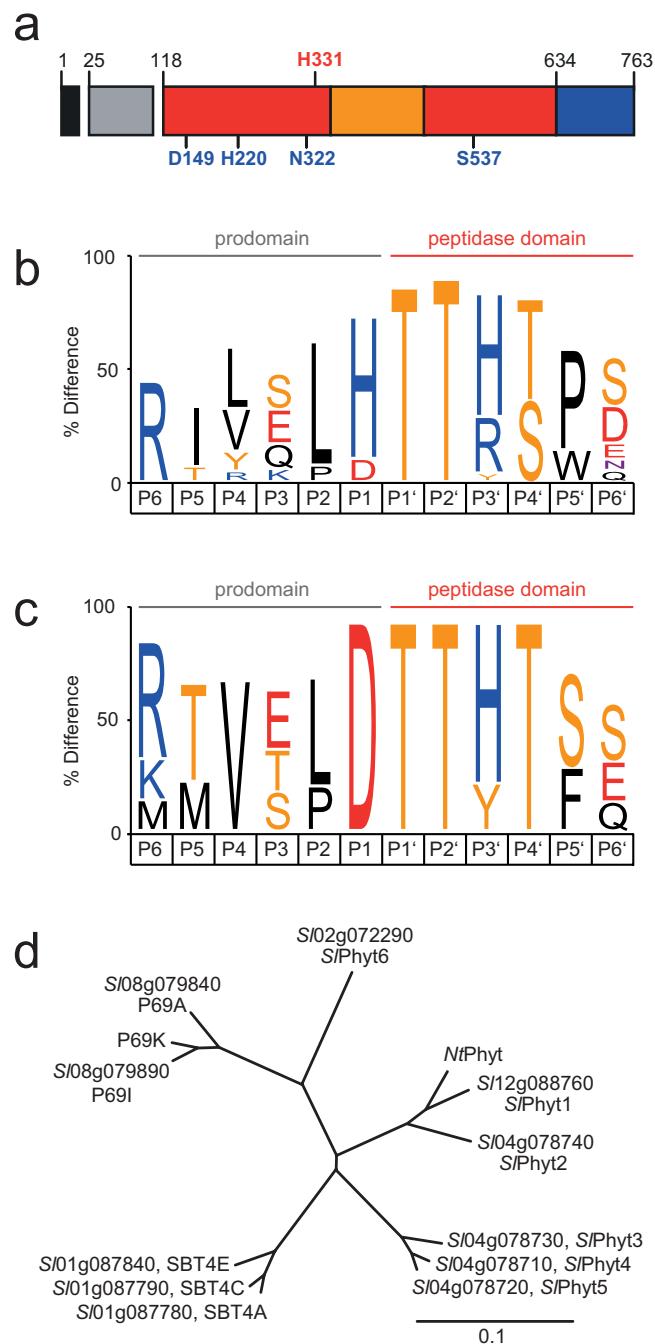 a
1 25 118 H331 634 763
D149 H220 N322 S537
b
prodomain peptidase domain
100
50
0
% Difference
R I T L V Y R S E Q K L P H D T T H R Y T S P W S D E N Q
P6 P5 P4 P3 P2 P1 P1‘ P2‘ P3‘ P4‘ P5‘ P6‘
c
prodomain peptidase domain
100
50
0
% Difference
R K M T M V E T S L P D T T H Y T S F S E Q
P6 P5 P4 P3 P2 P1 P1‘ P2‘ P3‘ P4‘ P5‘ P6‘
d
Sl02g072290
SlPhyt6
Sl08g079840
P69A
P69K
Sl08g079890
P69I
NtPhyt
Sl12g088760
SlPhyt1
Sl04g078740
SlPhyt2
Sl04g078730, SlPhyt3
Sl04g078710, SlPhyt4
Sl04g078720, SlPhyt5
Sl01g087840, SBT4E
Sl01g087790, SBT4C
Sl01g087780, SBT4A
0.1